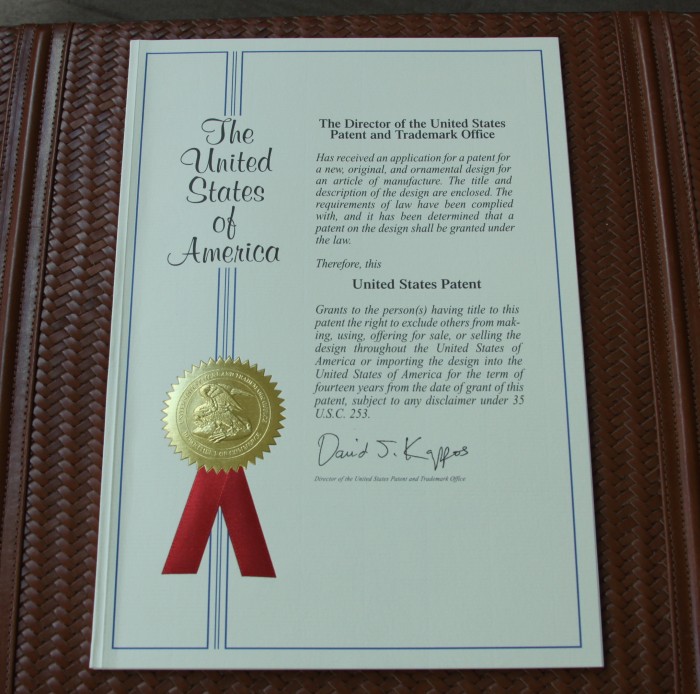 The
United
States
of
America
The Director of the United States
Patent and Trademark Office
Has received an application for a patent for
a new, original, and ornamental design for
an article of manufacture. The title and
description of the design are enclosed. The
requirements of law have been complied
with, and it has been determined that a
patent on the design shall be granted under
the law.
Therefore, this
United States Patent
Grants to the person(s) having title to this
patent the right to exclude others from mak-
ing, using, offering for sale, or selling the
design throughout the United States of
America or importing the design into the
United States of America for the term of
fourteen years from the date of grant of this
patent, subject to any disclaimer under 35
U.S.C. 253.
David J. Kappos
Director of the United States Patent and Trademark Office